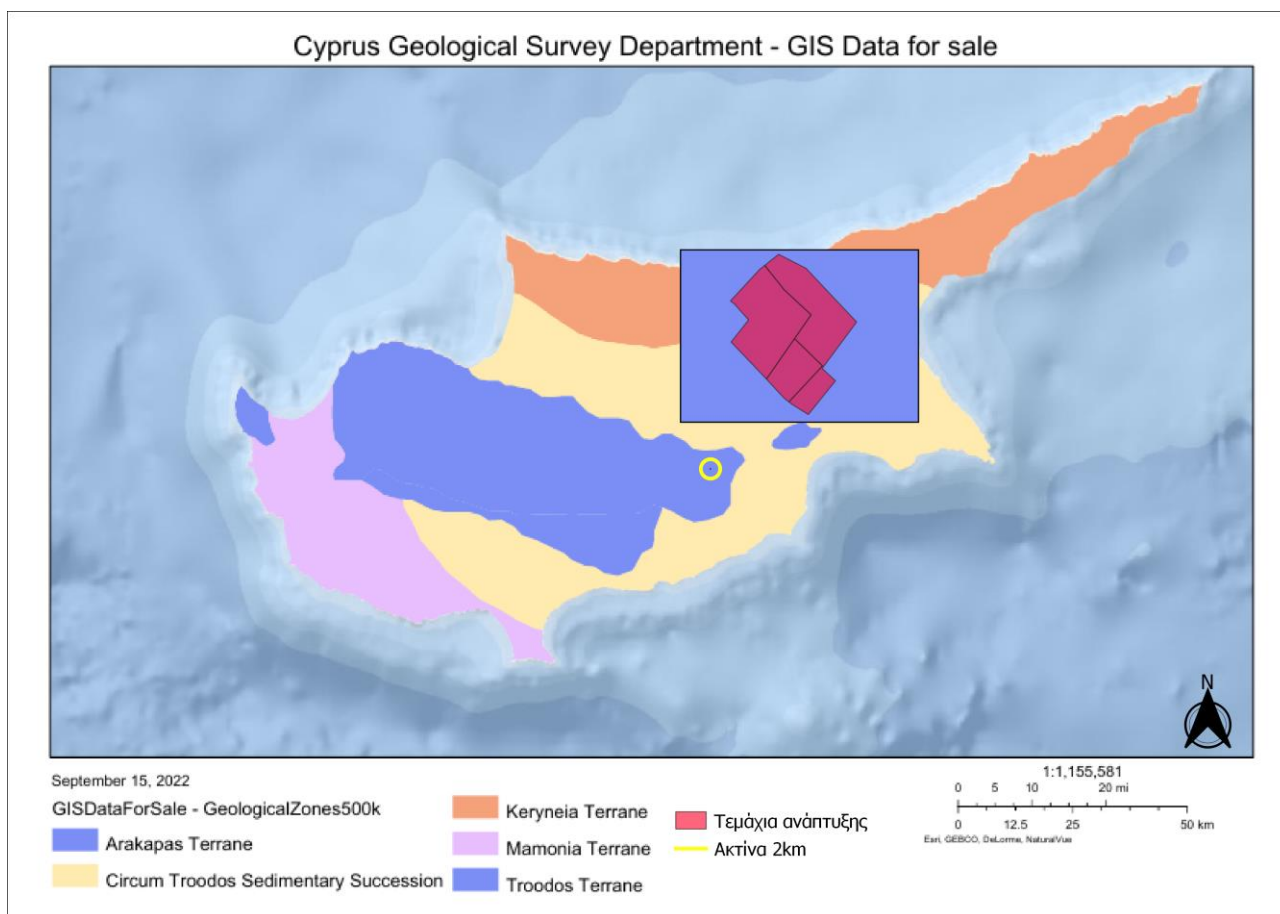 Cyprus Geological Survey Department - GIS Data for sale
N
September 15, 2022
GISDataForSale - GeologicalZones500k
Arakapas Terrane
Circum Troodos Sedimentary Succession
Keryneia Terrane
Mamonia Terrane
Troodos Terrane
Τεμάχια ανάπτυξης
Ακτίνα 2km
1:1,155,581
0 5 10 20 mi
0 12.5 25 50 km
Esri, GEBCO, DeLorme, NaturalVue